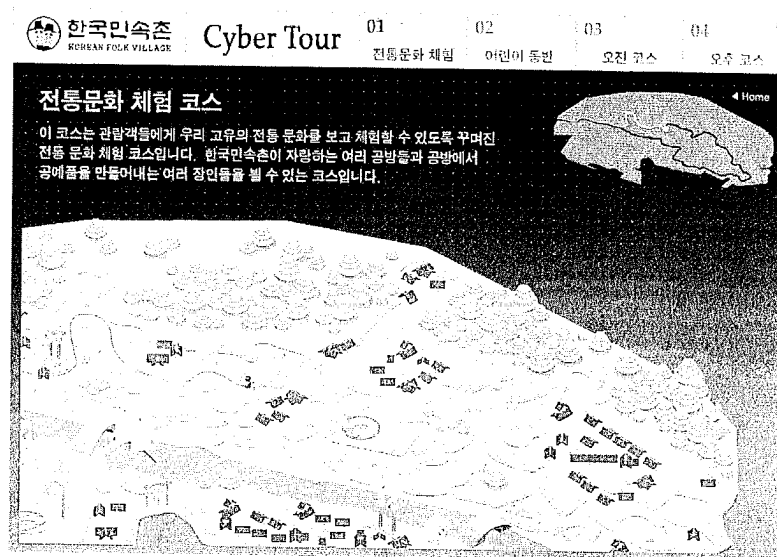 한국민속촌
KOREAN FOLK VILLAGE
Cyber Tour
01
전통문화 체험
02
어린이 동반
03
오전 코스
04
오후 코스
◀ Home
전통문화 체험 코스
이 코스는 관람객들에게 우리 고유의 전통 문화를 보고 체험할 수 있도록 꾸며진
전통 문화 체험 코스입니다. 한국민속촌이 자랑하는 여러 공방들과 공방에서
공예품을 만들어내는 여러 장인들을 뵐 수 있는 코스입니다.